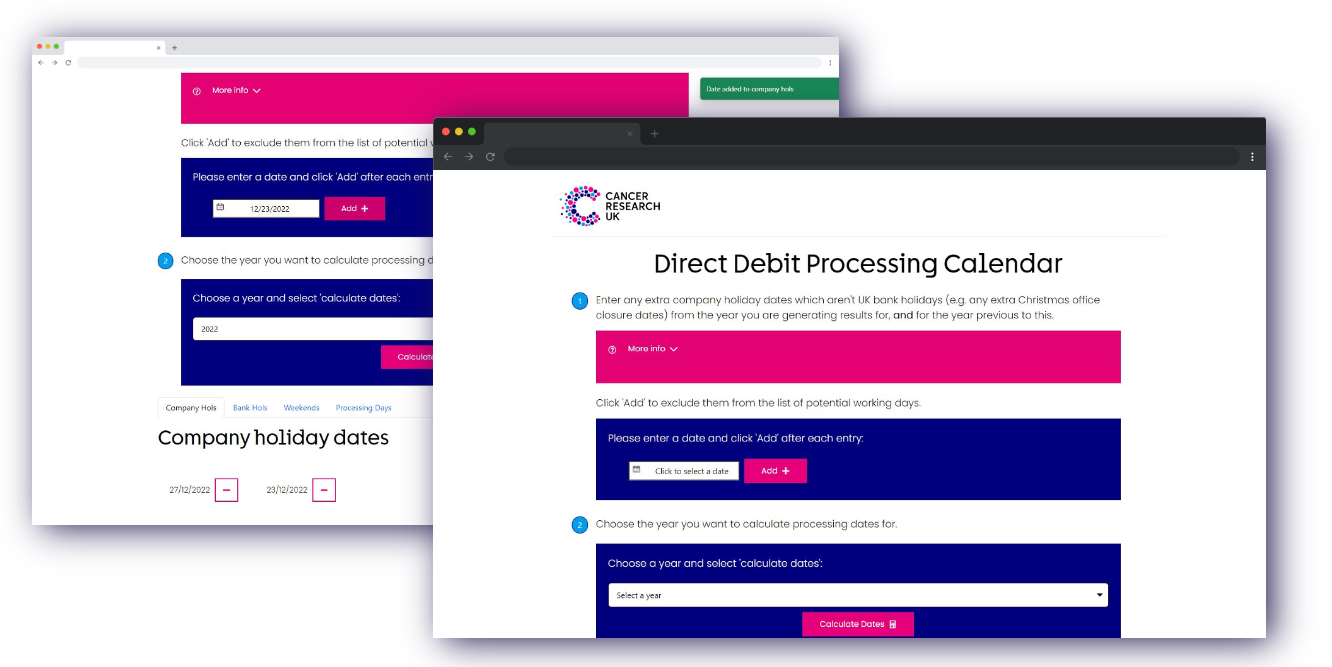 More info
Date added to company hols
Click 'Add' to exclude them from the list of potential
Please enter a date and click 'Add' after each entr
12/23/2022
Add +
2
Choose the year you want to calculate processing d
Choose a year and select 'calculate dates':
2022
Calculate
Company Hols
Bank Hols
Weekends
Processing Days
Company holiday dates
27/12/2022
23/12/2022
CANCER
RESEARCH
UK
Direct Debit Processing Calendar
1
Enter any extra company holiday dates which aren't UK bank holidays (e.g. any extra Christmas office
closure dates) from the year you are generating results for, and for the year previous to this.
More info
Click 'Add' to exclude them from the list of potential working days.
Please enter a date and click 'Add' after each entry:
Click to select a date
Add +
2
Choose the year you want to calculate processing dates for.
Choose a year and select 'calculate dates':
Select a year
Calculate Dates